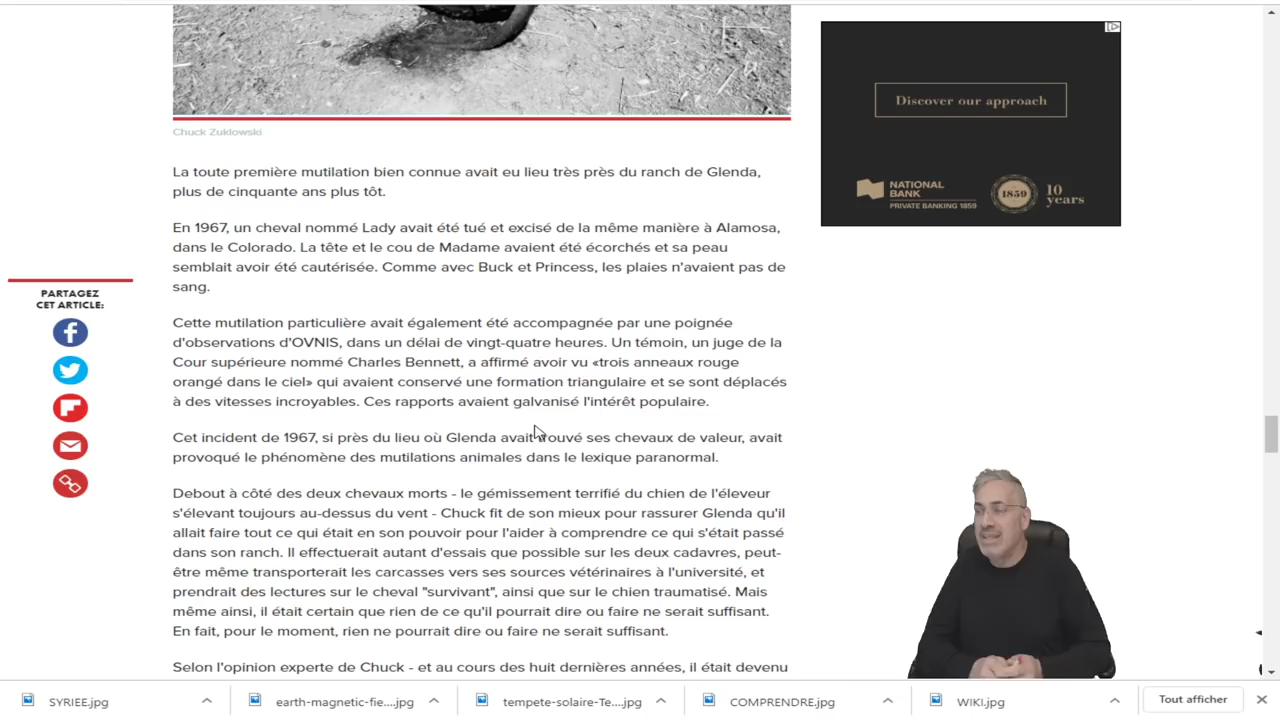 Chuck Zuklowski
La toute première mutilation bien connue avait eu lieu très près du ranch de Glenda,
plus de cinquante ans plus tôt.
En 1967, un cheval nommé Lady avait été tué et excisé de la même manière à Alamosa,
dans le Colorado. La tête et le cou de Madame avaient été écorchés et sa peau
semblait avoir été cautérisée. Comme avec Buck et Princess, les plaies n'avaient pas de
sang.
Cette mutilation particulière avait également été accompagnée par une poignée
d'observations d'OVNIS, dans un délai de vingt-quatre heures. Un témoin, un juge de la
Cour supérieure nommé Charles Bennett, a affirmé avoir vu «trois anneaux rouge
orangé dans le ciel» qui avaient conservé une formation triangulaire et se sont déplacés
à des vitesses incroyables. Ces rapports avaient galvanisé l'intérêt populaire.
Cet incident de 1967, si près du lieu où Glenda avait trouvé ses chevaux de valeur, avait
provoqué le phénomène des mutilations animales dans le lexique paranormal.
Debout à côté des deux chevaux morts - le gémissement terrifié du chien de l'éleveur
s'élevant toujours au-dessus du vent - Chuck fit de son mieux pour rassurer Glenda qu'il
allait faire tout ce qui était en son pouvoir pour l'aider à comprendre ce qui s'était passé
dans son ranch. Il effectuerait autant d'essais que possible sur les deux cadavres, peut-
être même transporterait les carcasses vers ses sources vétérinaires à l'université, et
prendrait des lectures sur le cheval "survivant", ainsi que sur le chien traumatisé. Mais
même ainsi, il était certain que rien de ce qu'il pourrait dire ou faire ne serait suffisant.
En fait, pour le moment, rien ne pourrait dire ou faire ne serait suffisant.
Selon l'opinion experte de Chuck - et au cours des huit dernières années, il était devenu
PARTAGEZ
CET ARTICLE:
Discover our approach
NATIONAL
BANK
PRIVATE BANKING 1859
1859
10
years
SYRIEE.jpg
earth-magnetic-fie....jpg
tempete-solaire-Te....jpg
COMPRENDRE.jpg
WIKI.jpg
Tout afficher